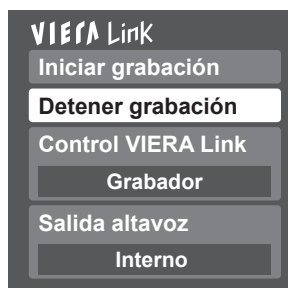 VIERA Link
Iniciar grabación
Detener grabación
Control VIERA Link
Grabador
Salida altavoz
Interno